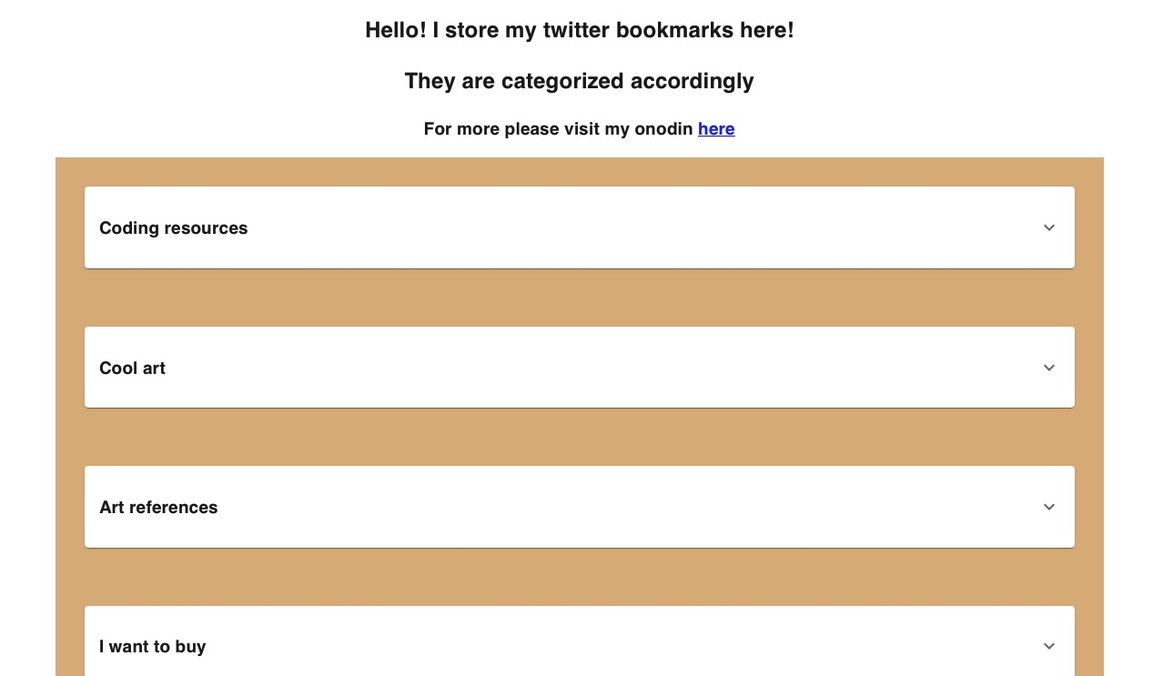 Hello! I store my twitter bookmarks here!
They are categorized accordingly
For more please visit my onodin here
Coding resources
Cool art
Art references
I want to buy